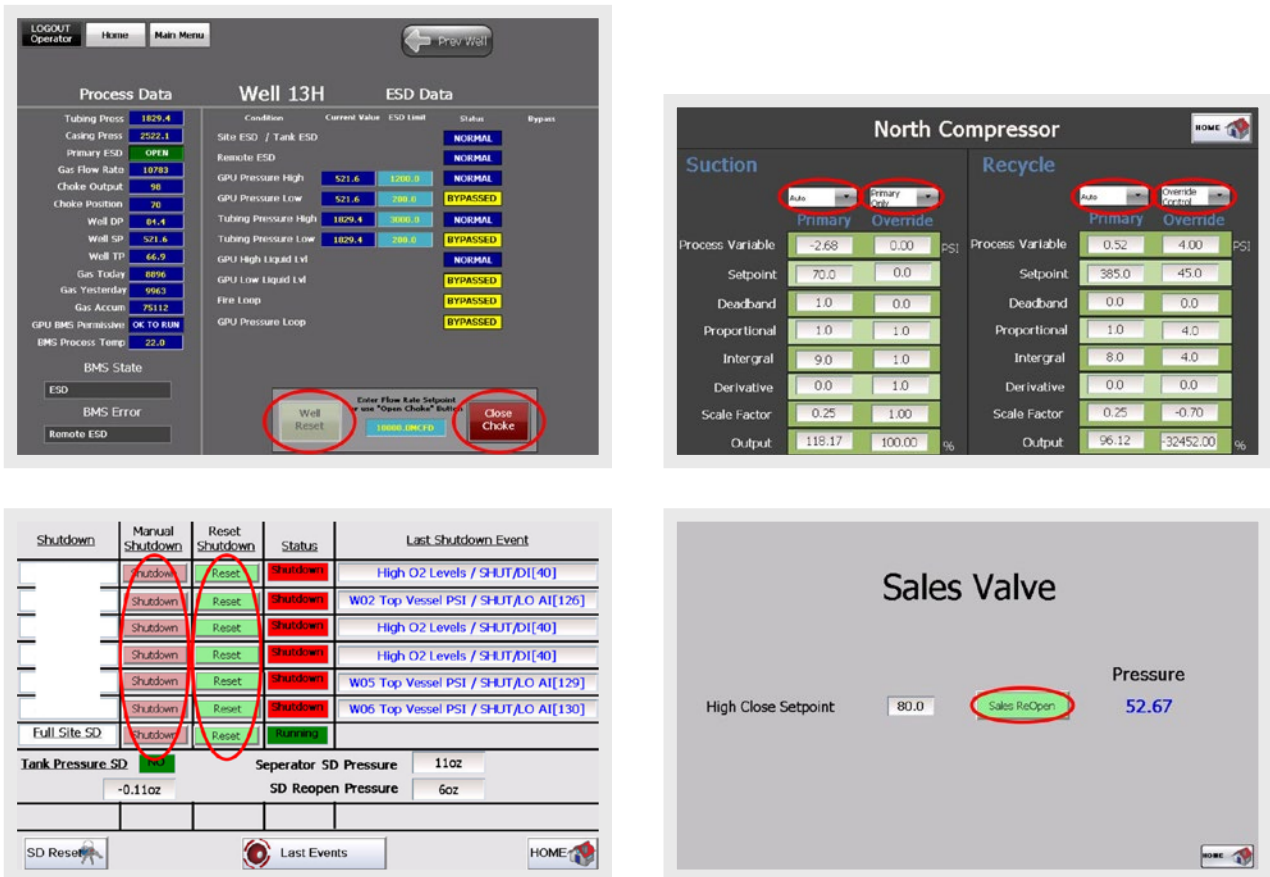 LOGOUT
Operator
Home
Main Menu
Prev Well
Process Data
Well 13H
ESD Data
Tubing Press 1829.4
Casing Press 2522.1
Primary ESD OPEN
Gas Flow Rate 10783
Choke Output 98
Choke Position 70
Well DP 84.4
Well SP 521.6
Well TP 66.9
Gas Today 8896
Gas Yesterday 9963
Gas Accum 75112
GPU BMS Permissive OK TO RUN
BMS Process Temp 22.0
BMS State
ESD
BMS Error
Remote ESD
Condition Current Value ESD Limit Status Bypass
Site ESD / Tank ESD NORMAL
Remote ESD NORMAL
GPU Pressure High 521.6 1200.0 NORMAL
GPU Pressure Low 521.6 200.0 BYPASSED
Tubing Pressure High 1829.4 3000.0 NORMAL
Tubing Pressure Low 1829.4 200.0 BYPASSED
GPU High Liquid Lvl NORMAL
GPU Low Liquid Lvl BYPASSED
Fire Loop BYPASSED
GPU Pressure Loop BYPASSED
Well
Reset
Enter Flow Rate Setpoint
or use "Open Choke" Button
10000.0MCFD
Close
Choke
North Compressor
HOME
Suction
Auto
Primary
Only
Primary Override
Process Variable -2.68 0.00 PSI
Setpoint 70.0 0.0
Deadband 1.0 0.0
Proportional 1.0 1.0
Intergral 9.0 1.0
Derivative 0.0 1.0
Scale Factor 0.25 1.00
Output 118.17 100.00 %
Recycle
Auto
Override
Control
Primary Override
Process Variable 0.52 4.00 PSI
Setpoint 385.0 45.0
Deadband 0.0 0.0
Proportional 1.0 4.0
Intergral 8.0 4.0
Derivative 0.0 0.0
Scale Factor 0.25 -0.70
Output 96.12 -32452.00 %
Shutdown
Manual
Shutdown
Reset
Shutdown
Status
Last Shutdown Event
Shutdown Reset Shutdown High O2 Levels / SHUT/DI[40]
Shutdown Reset Shutdown W02 Top Vessel PSI / SHUT/LO AI[126]
Shutdown Reset Shutdown High O2 Levels / SHUT/DI[40]
Shutdown Reset Shutdown High O2 Levels / SHUT/DI[40]
Shutdown Reset Shutdown W05 Top Vessel PSI / SHUT/LO AI[129]
Shutdown Reset Shutdown W06 Top Vessel PSI / SHUT/LO AI[130]
Full Site SD Shutdown Reset Running
Tank Pressure SD NO Seperator SD Pressure 11oz
-0.11oz SD Reopen Pressure 6oz
SD Reset
Last Events
HOME
Sales Valve
Pressure
High Close Setpoint 80.0 Sales ReOpen 52.67
HOME